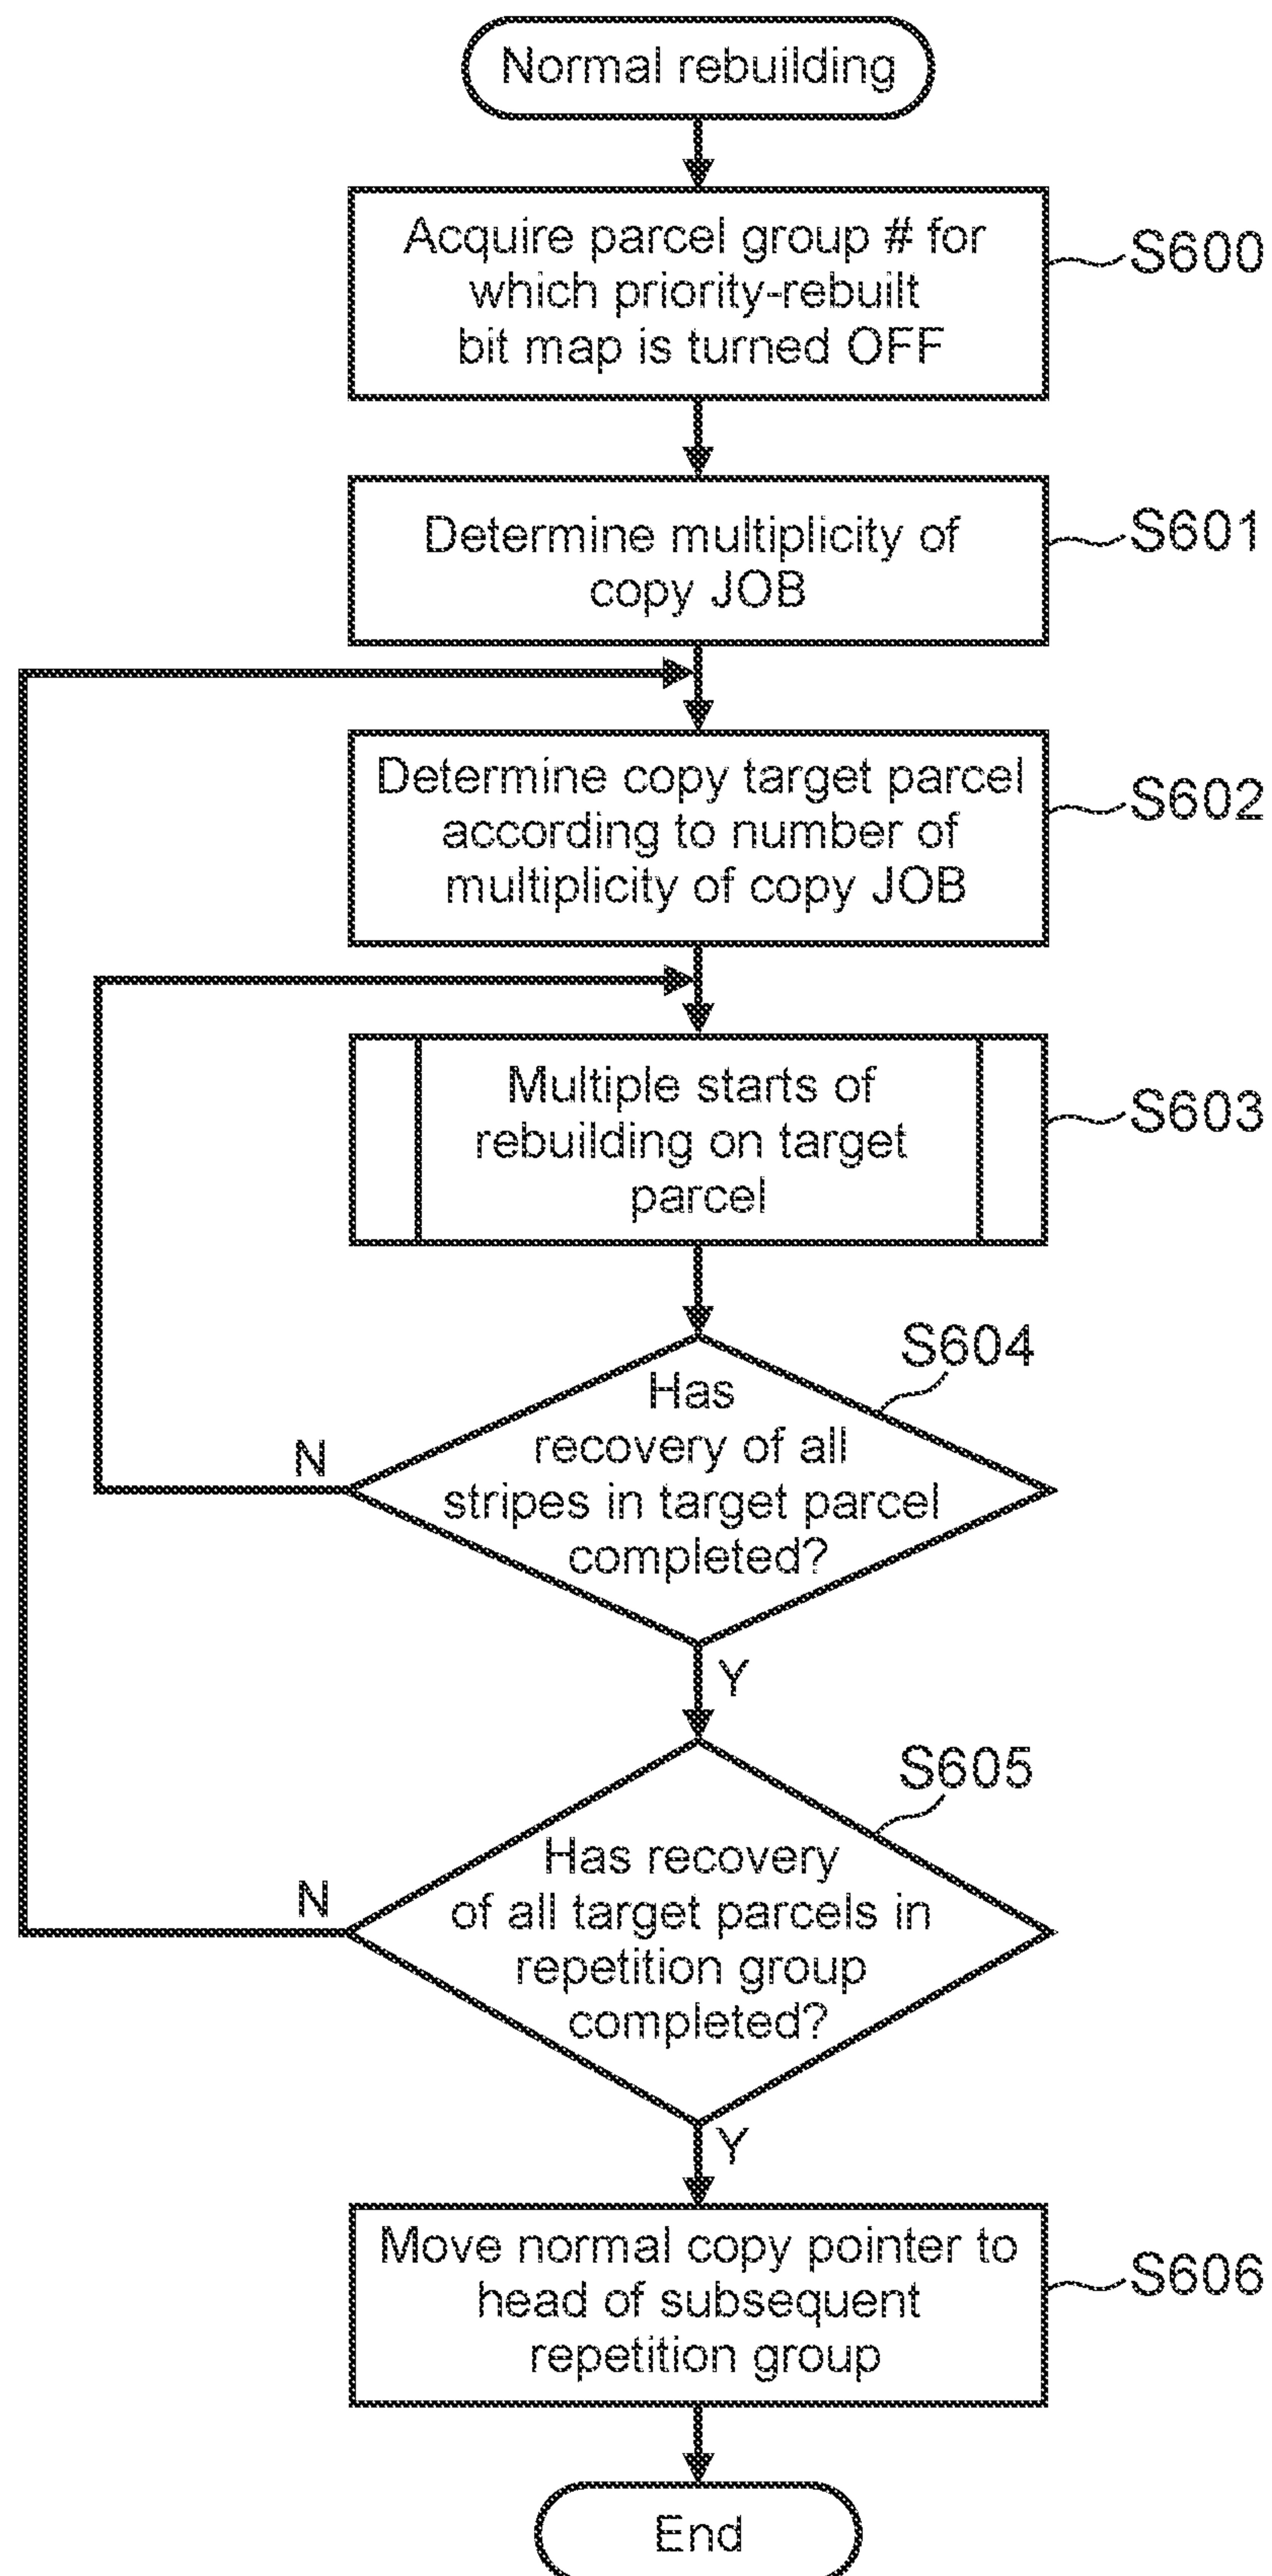 Normal rebuilding
Acquire parcel group # for
which priority-rebuilt
bit map is turned OFF
S600
Determine multiplicity of
copy JOB
S601
Determine copy target parcel
according to number of
multiplicity of copy JOB
S602
Multiple starts of
rebuilding on target
parcel
S603
S604
Has
recovery of all
stripes in target parcel
completed?
N
Y
S605
Has recovery
of all target parcels in
repetition group
completed?
N
Y
Move normal copy pointer to
head of subsequent
repetition group
S606
End